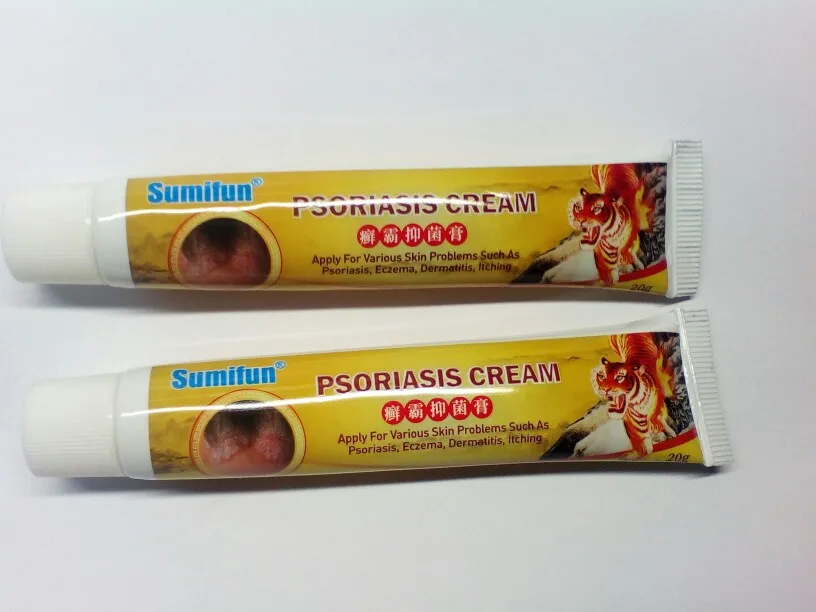 Sumifun®
PSORIASIS CREAM
癣霸抑菌膏
Apply For Various Skin Problems Such As
Psoriasis, Eczema, Dermatitis, Itching
20g
Sumifun®
PSORIASIS CREAM
癣霸抑菌膏
Apply For Various Skin Problems Such As
Psoriasis, Eczema, Dermatitis, Itching
20g